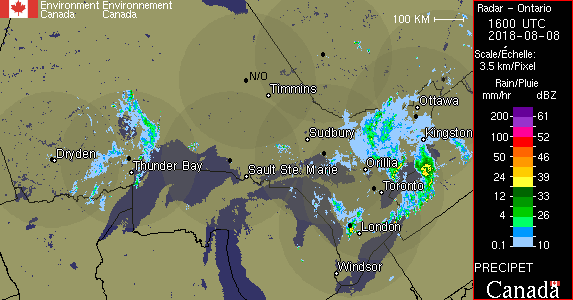 Environment Environnement
Canada Canada
100 KM
N/O
Timmins
Ottawa
Sudbury
Kingston
Dryden
Thunder Bay
Sault Ste. Marie
Orillia
Toronto
London
Windsor
Radar - Ontario
1600 UTC
2018-08-08
Scale/Échelle:
3.5 km/Pixel
Rain/Pluie
mm/hr dBZ
200 61
100 52
50 46
24 39
12 33
4 26
0.1 10
PRECIPET
Canada